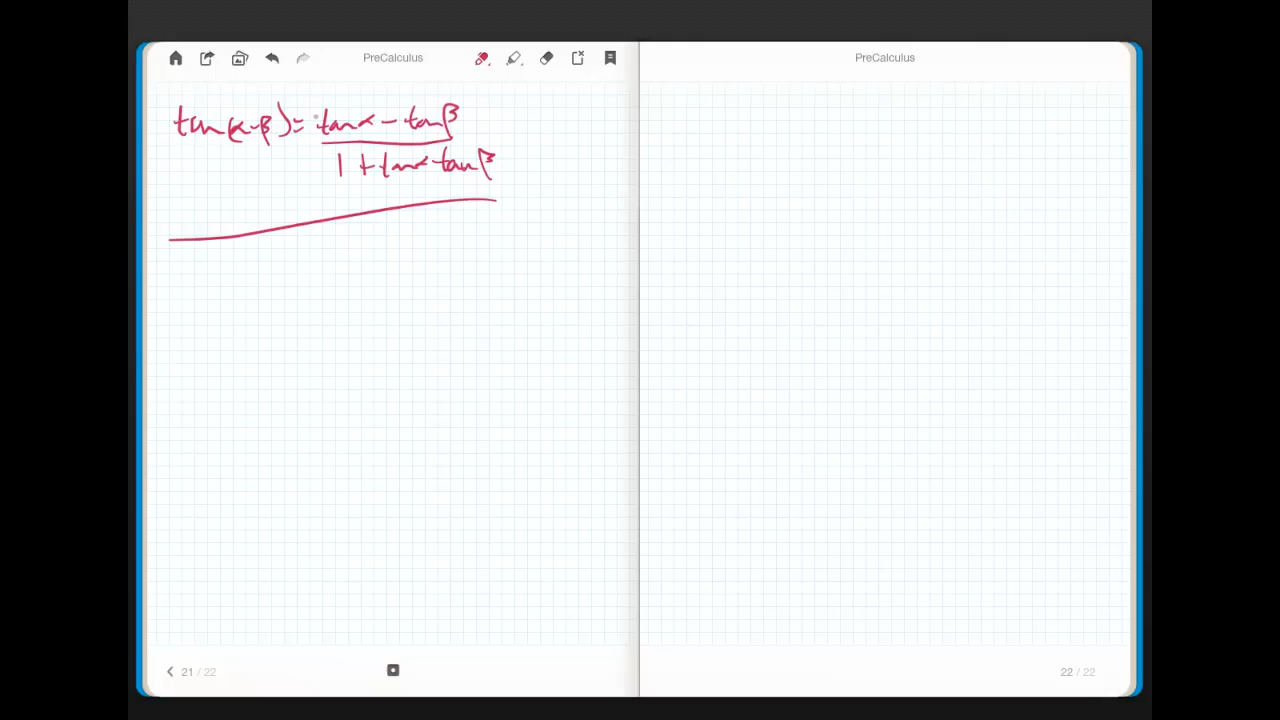 PreCalculus
PreCalculus
tan(α-β)= tanα - tanβ
1 + tanα tanβ
21 / 22
22 / 22